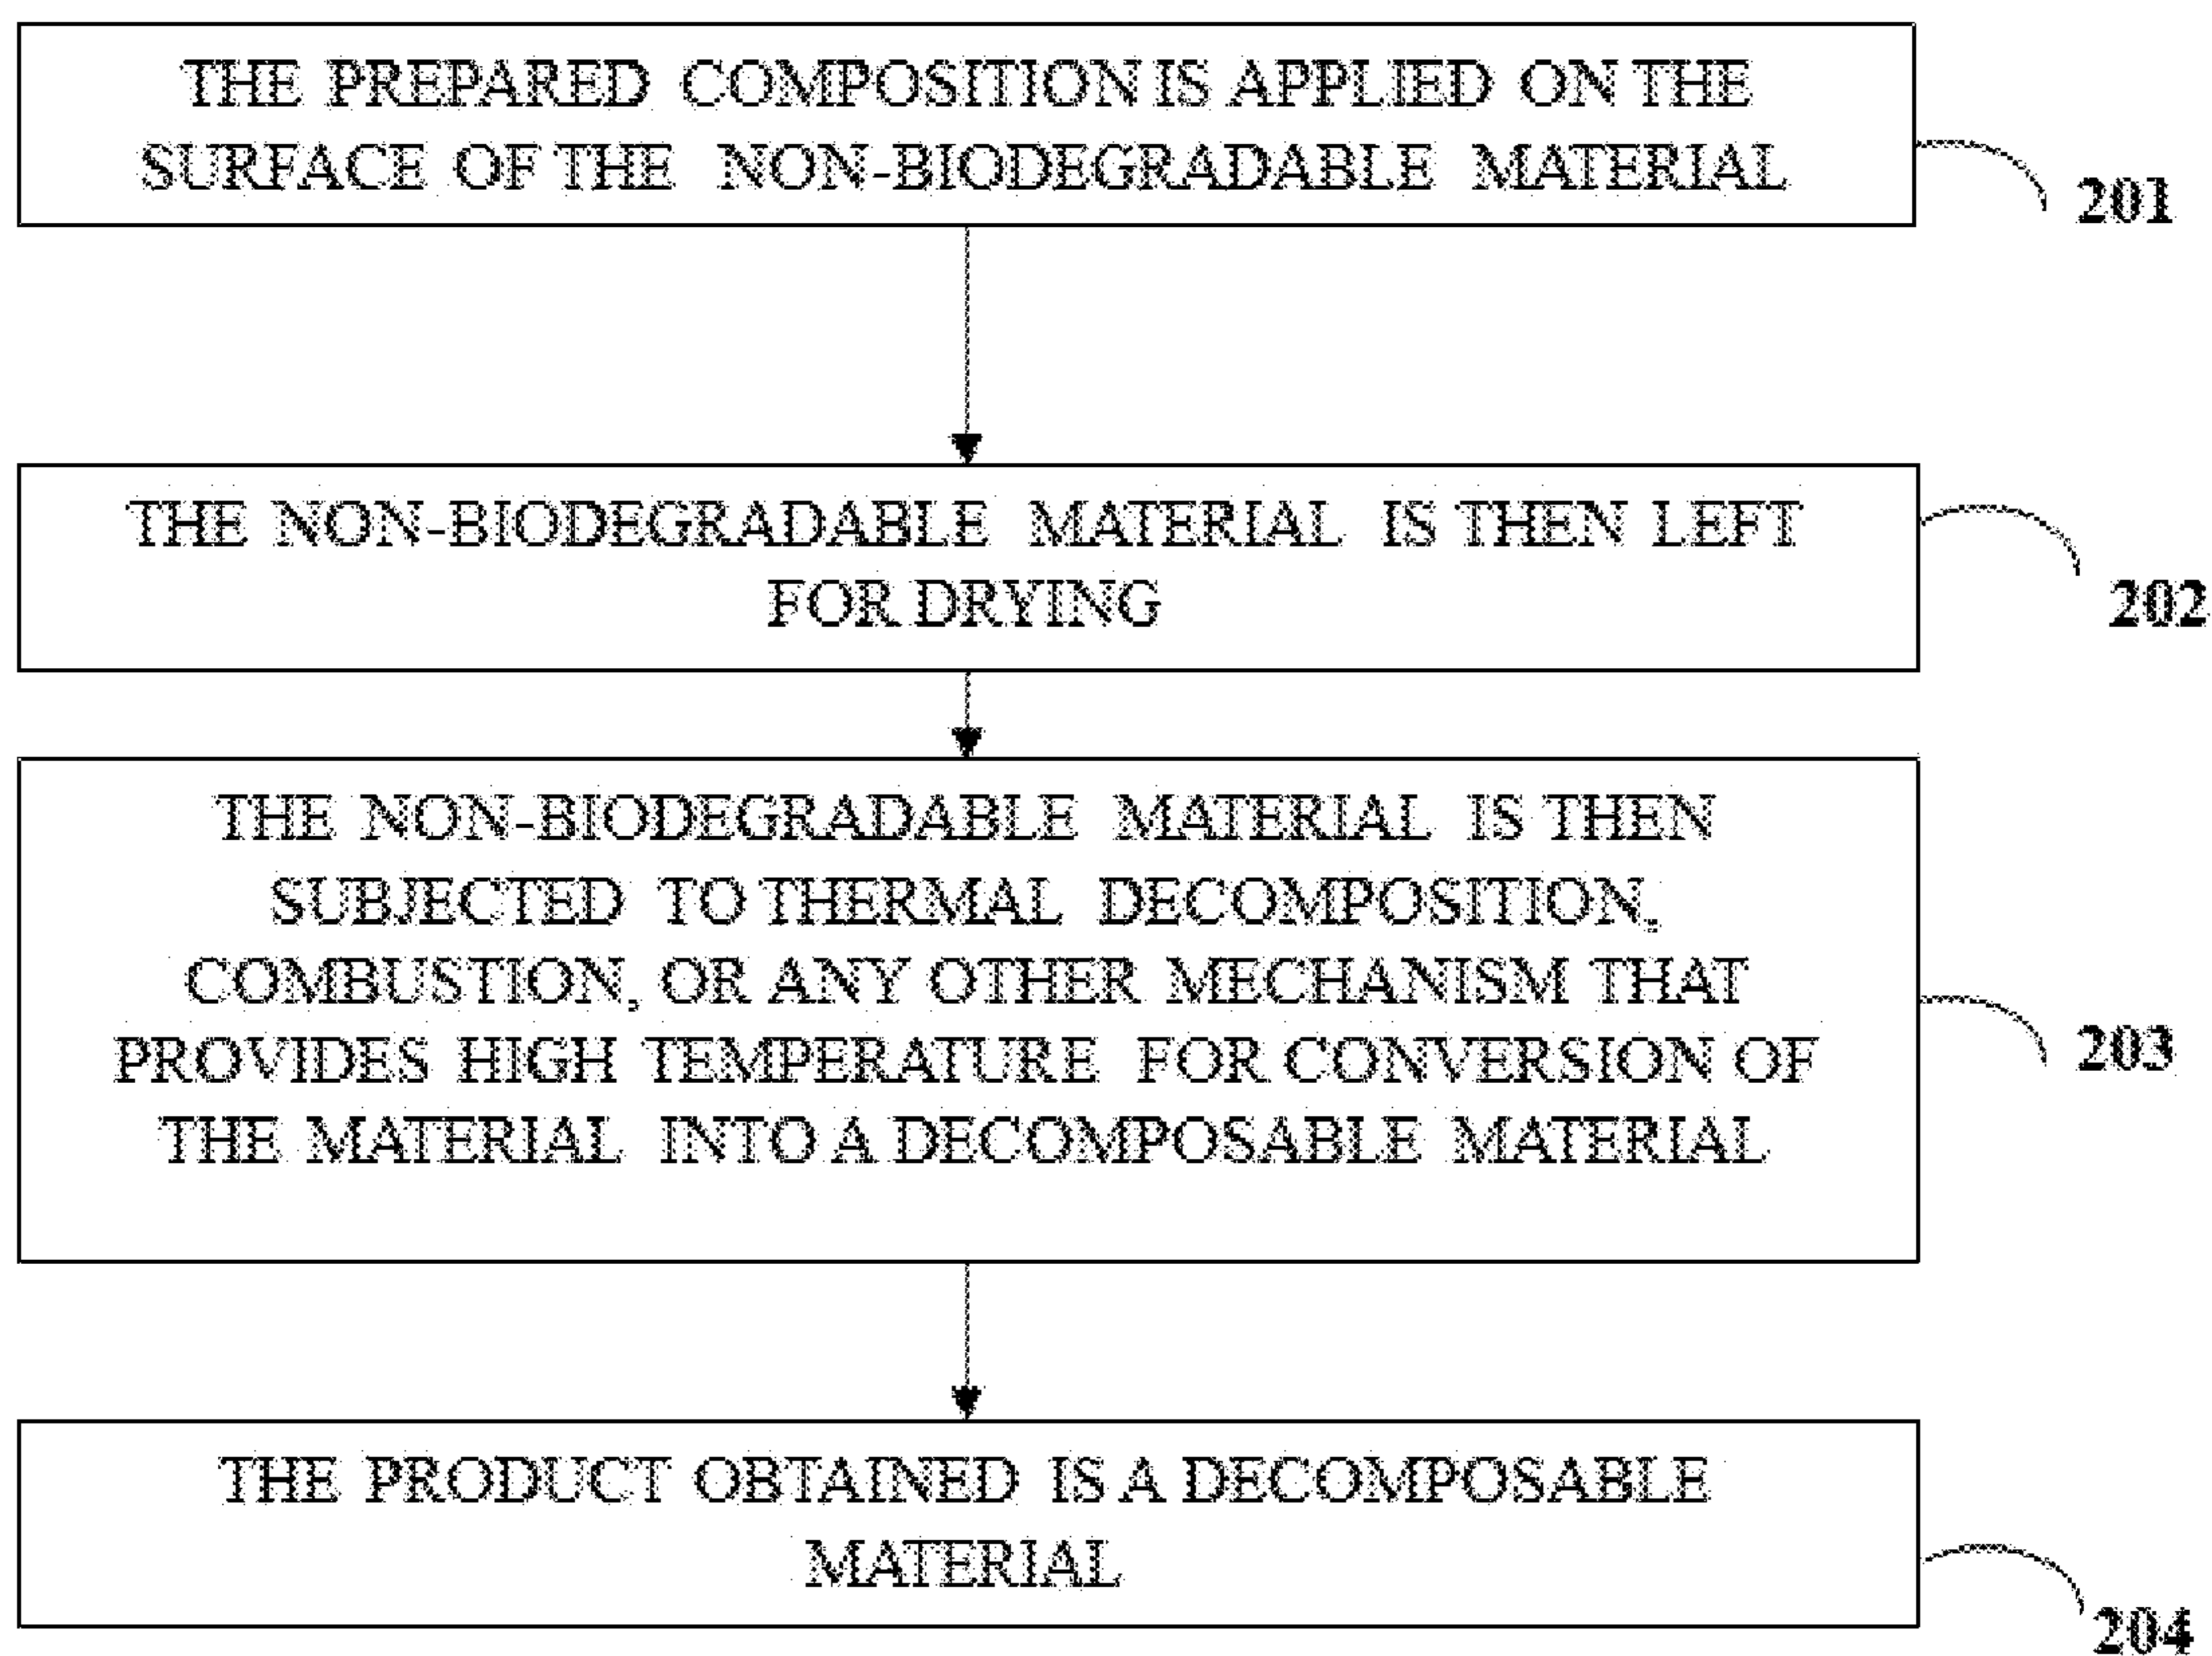 THE PREPARED COMPOSITION IS APPLIED ON THE
SURFACE OF THE NON-BIODEGRADABLE MATERIAL
201
THE NON-BIODEGRADABLE MATERIAL IS THEN LEFT
FOR DRYING
202
THE NON-BIODEGRADABLE MATERIAL IS THEN
SUBJECTED TO THERMAL DECOMPOSITION,
COMBUSTION, OR ANY OTHER MECHANISM THAT
PROVIDES HIGH TEMPERATURE FOR CONVERSION OF
THE MATERIAL INTO A DECOMPOSABLE MATERIAL
203
THE PRODUCT OBTAINED IS A DECOMPOSABLE
MATERIAL
204